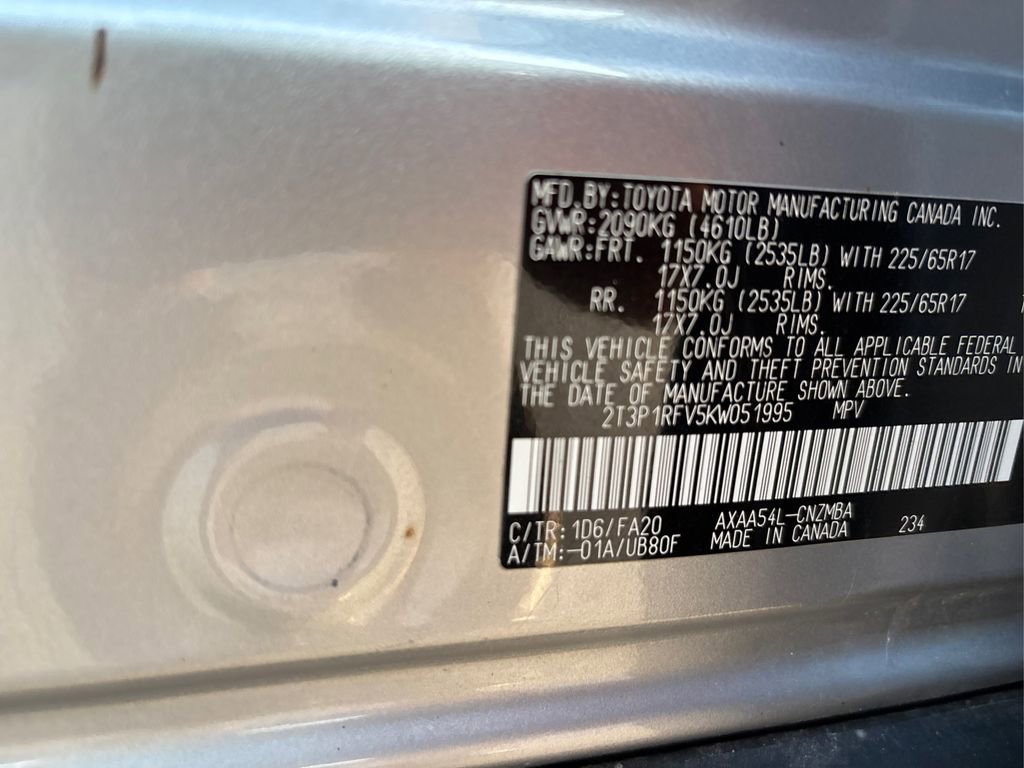 MFD.BY:TOYOTA MOTOR MANUFACTURING CANADA INC.
GVWR:2090KG (4610LB)
GAWR:FRT. 1150KG (2535LB) WITH 225/65R17
17X7.0J RIMS.
RR. 1150KG (2535LB) WITH 225/65R17
17X7.0J RIMS.
THIS VEHICLE CONFORMS TO ALL APPLICABLE FEDERAL
VEHICLE SAFETY AND THEFT PREVENTION STANDARDS IN
THE DATE OF MANUFACTURE SHOWN ABOVE.
2T3P1RFV5KW051995 MPV
C/TR:1D6/FA20 AXAA54L-CNZMBA 234
A/TM:-01A/UB80F MADE IN CANADA